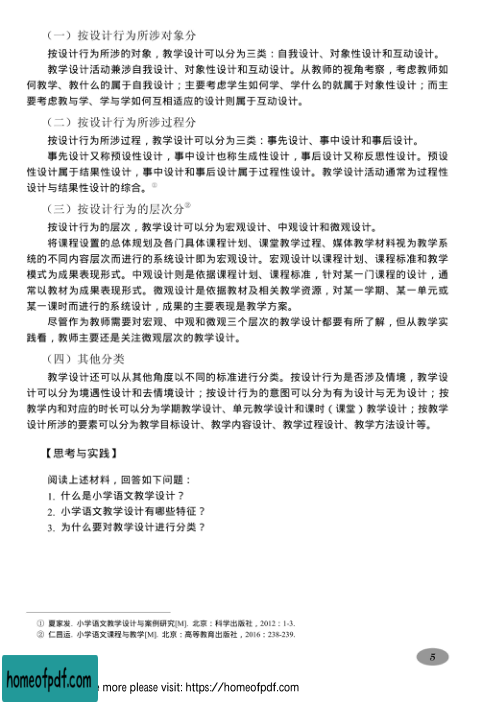 （一）按设计行为所涉对象分
按设计行为所涉的对象，教学设计可以分为三类：自我设计、对象性设计和互动设计。
教学设计活动兼涉自我设计、对象性设计和互动设计。从教师的视角考察，考虑教师如
何教学、教什么的属于自我设计；主要考虑学生如何学、学什么的就属于对象性设计；而主
要考虑教与学、学与学如何互相适应的设计则属于互动设计。
（二）按设计行为所涉过程分
按设计行为所涉过程，教学设计可以分为三类：事先设计、事中设计和事后设计。
事先设计又称预设性设计，事中设计也称生成性设计，事后设计又称反思性设计。预设
性设计属于结果性设计，事中设计和事后设计属于过程性设计。教学设计活动通常为过程性
设计与结果性设计的综合。①
（三）按设计行为的层次分②
按设计行为的层次，教学设计可以分为宏观设计、中观设计和微观设计。
将课程设置的总体规划及各门具体课程计划、课堂教学过程、媒体教学材料视为教学系
统的不同内容层次而进行的系统设计即为宏观设计。宏观设计以课程计划、课程标准和教学
模式为成果表现形式。中观设计则是依据课程计划、课程标准，针对某一门课程的设计，通
常以教材为成果表现形式。微观设计是依据教材及相关教学资源，对某一学期、某一单元或
某一课时而进行的系统设计，成果的主要表现是教学方案。
尽管作为教师需要对宏观、中观和微观三个层次的教学设计都要有所了解，但从教学实
践看，教师主要还是关注微观层次的教学设计。
（四）其他分类
教学设计还可以从其他角度以不同的标准进行分类。按设计行为是否涉及情境，教学设
计可以分为境遇性设计和去情境设计；按设计行为的意图可以分为有为设计与无为设计；按
教学内和对应的时长可以分为学期教学设计、单元教学设计和课时（课堂）教学设计；按教学
设计所涉的要素可以分为教学目标设计、教学内容设计、教学过程设计、教学方法设计等。
【思考与实践】
阅读上述材料，回答如下问题：
1. 什么是小学语文教学设计？
2. 小学语文教学设计有哪些特征？
3. 为什么要对教学设计进行分类？
① 夏家发. 小学语文教学设计与案例研究[M]. 北京：科学出版社，2012：1-3.
② 仁昌运. 小学语文课程与教学[M]. 北京：高等教育出版社，2016：238-239.
5
homeofpdf.com
more please visit: https://homeofpdf.com